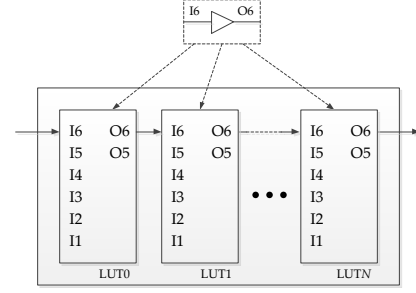 I6 O6
I6 O6 I6 O6 I6 O6
I5 O5 I5 O5 I5 O5
I4 I4 I4
I3 I3 I3
I2 I2 I2
I1 I1 I1
LUT0 LUT1 LUTN